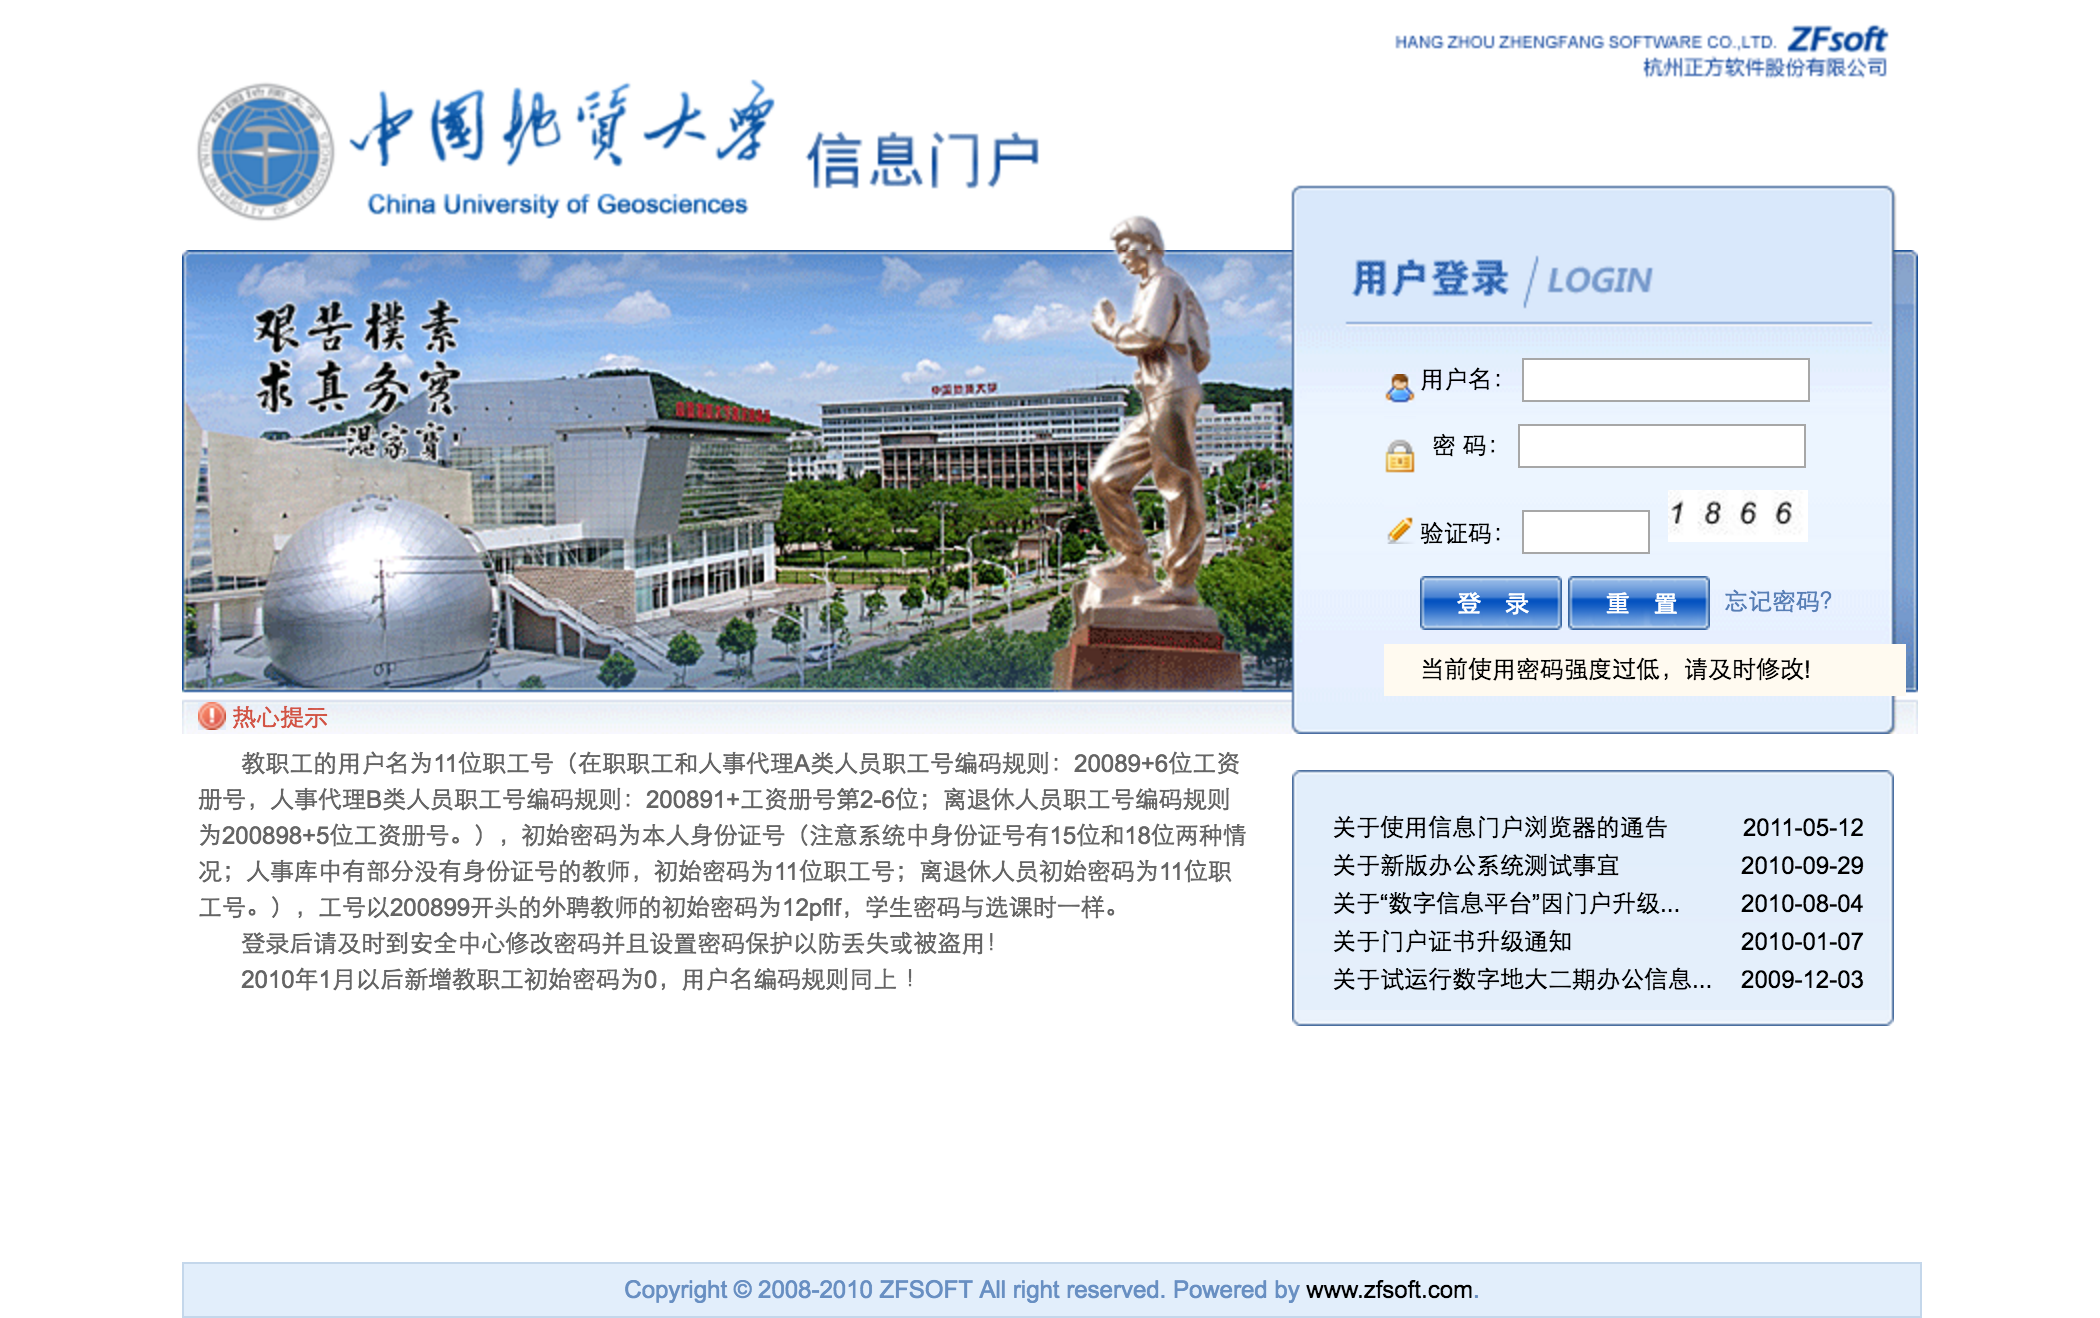 HANG ZHOU ZHENGFANG SOFTWARE CO.,LTD. ZFsoft
杭州正方软件股份有限公司
中國地質大學 信息门户
China University of Geosciences
用户登录 / LOGIN
艰苦樸素
求真务实
温家宝
中国地质大学
用户名：
密 码：
1 8 6 6
验证码：
登 录 重 置 忘记密码?
当前使用密码强度过低，请及时修改!
热心提示
教职工的用户名为11位职工号（在职职工和人事代理A类人员职工号编码规则：20089+6位工资
册号，人事代理B类人员职工号编码规则：200891+工资册号第2-6位；离退休人员职工号编码规则
为200898+5位工资册号。），初始密码为本人身份证号（注意系统中身份证号有15位和18位两种情
况；人事库中有部分没有身份证号的教师，初始密码为11位职工号；离退休人员初始密码为11位职
工号。），工号以200899开头的外聘教师的初始密码为12pflf，学生密码与选课时一样。
登录后请及时到安全中心修改密码并且设置密码保护以防丢失或被盗用！
2010年1月以后新增教职工初始密码为0，用户名编码规则同上！
关于使用信息门户浏览器的通告 2011-05-12
关于新版办公系统测试事宜 2010-09-29
关于“数字信息平台”因门户升级... 2010-08-04
关于门户证书升级通知 2010-01-07
关于试运行数字地大二期办公信息... 2009-12-03
Copyright © 2008-2010 ZFSOFT All right reserved. Powered by www.zfsoft.com.